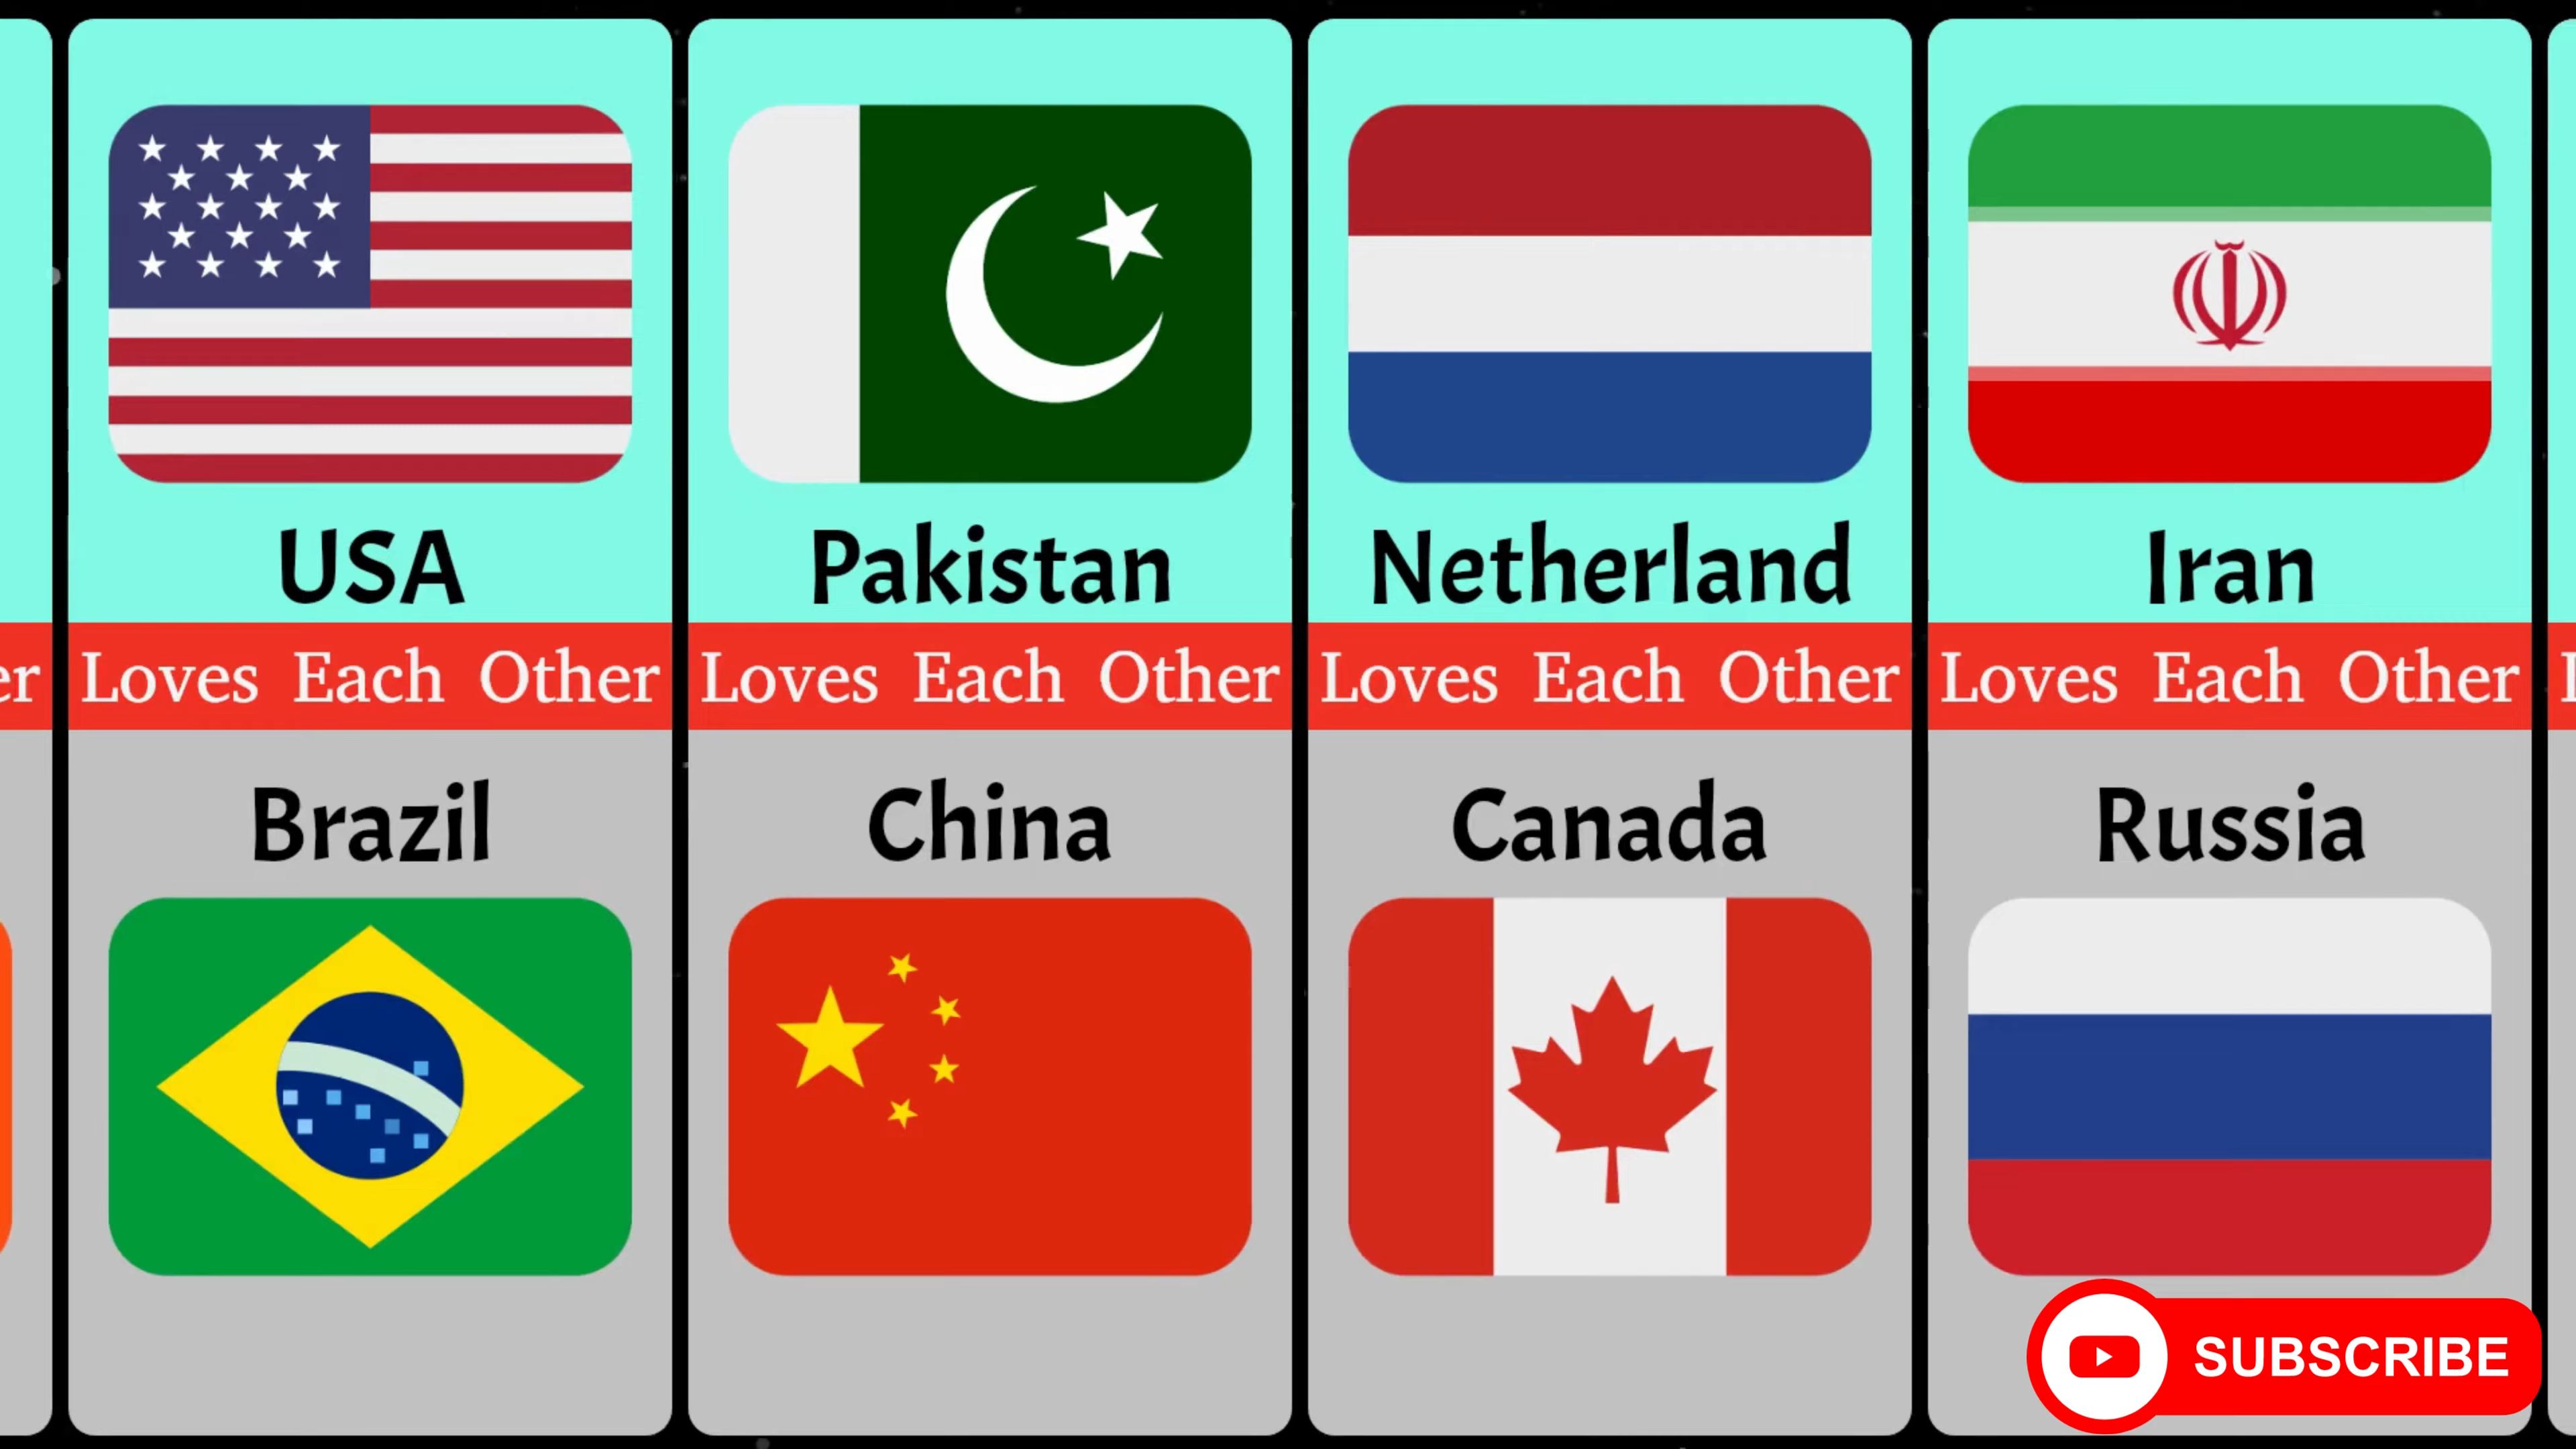 USA
Loves Each Other
Brazil
Pakistan
Loves Each Other
China
Netherland
Loves Each Other
Canada
Iran
Loves Each Other
Russia
er
SUBSCRIBE